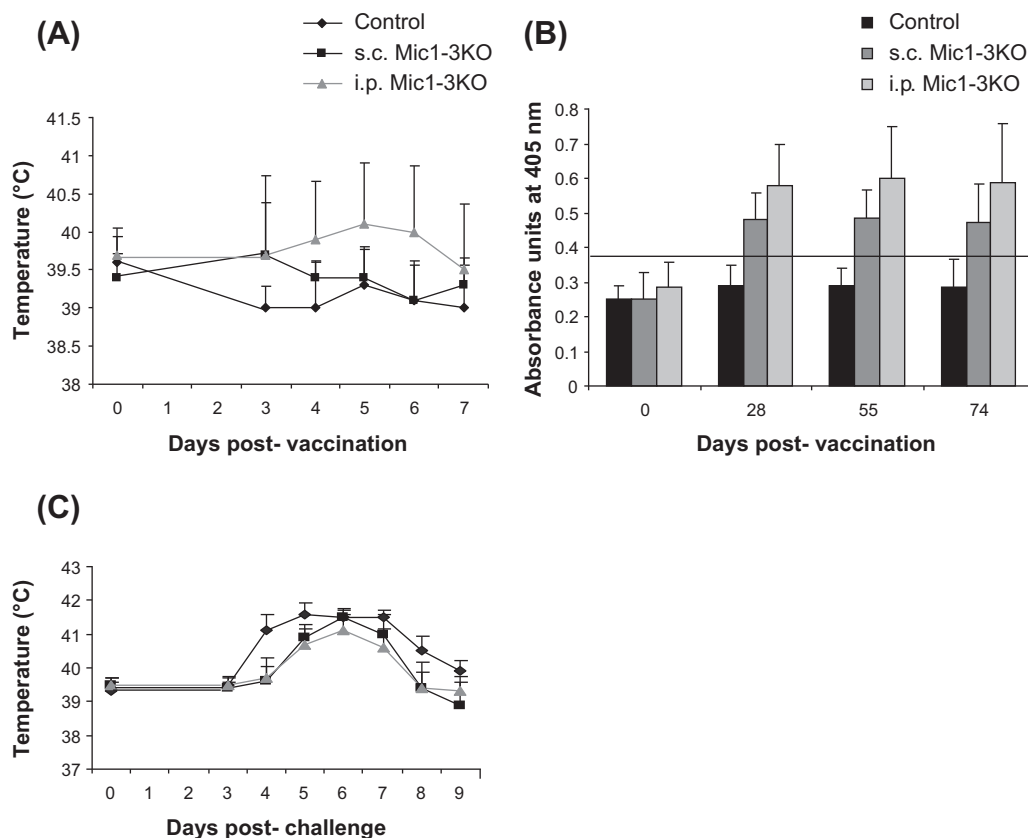 (A)
Control
s.c. Mic1-3KO
i.p. Mic1-3KO
Temperature (°C)
41.5
41
40.5
40
39.5
39
38.5
38
0 1 2 3 4 5 6 7
Days post- vaccination
(B)
Control
s.c. Mic1-3KO
i.p. Mic1-3KO
Absorbance units at 405 nm
0.8
0.7
0.6
0.5
0.4
0.3
0.2
0.1
0
0 28 55 74
Days post- vaccination
(C)
Temperature (°C)
43
42
41
40
39
38
37
0 1 2 3 4 5 6 7 8 9
Days post- challenge